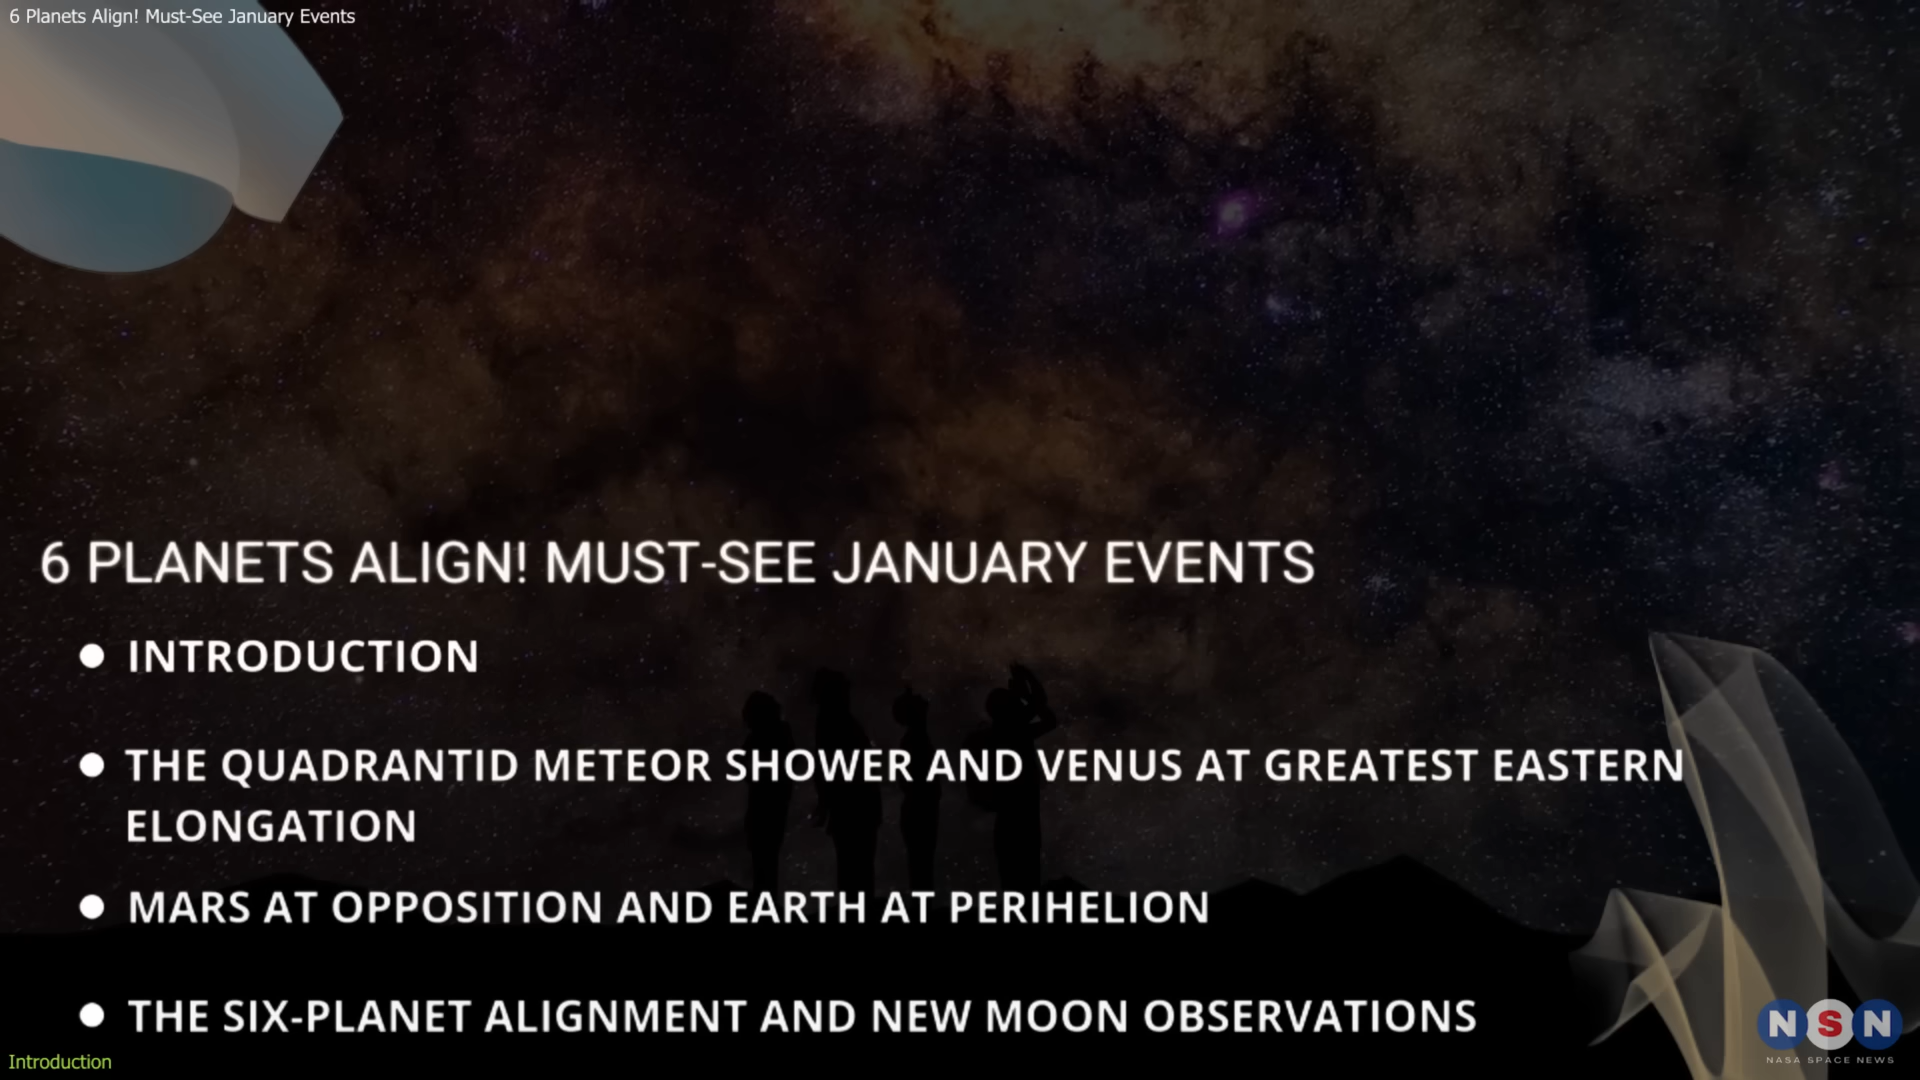 6 Planets Align! Must-See January Events
6 PLANETS ALIGN! MUST-SEE JANUARY EVENTS
● INTRODUCTION
● THE QUADRANTID METEOR SHOWER AND VENUS AT GREATEST EASTERN
ELONGATION
● MARS AT OPPOSITION AND EARTH AT PERIHELION
● THE SIX-PLANET ALIGNMENT AND NEW MOON OBSERVATIONS
NSN
NASA SPACE NEWS
Introduction